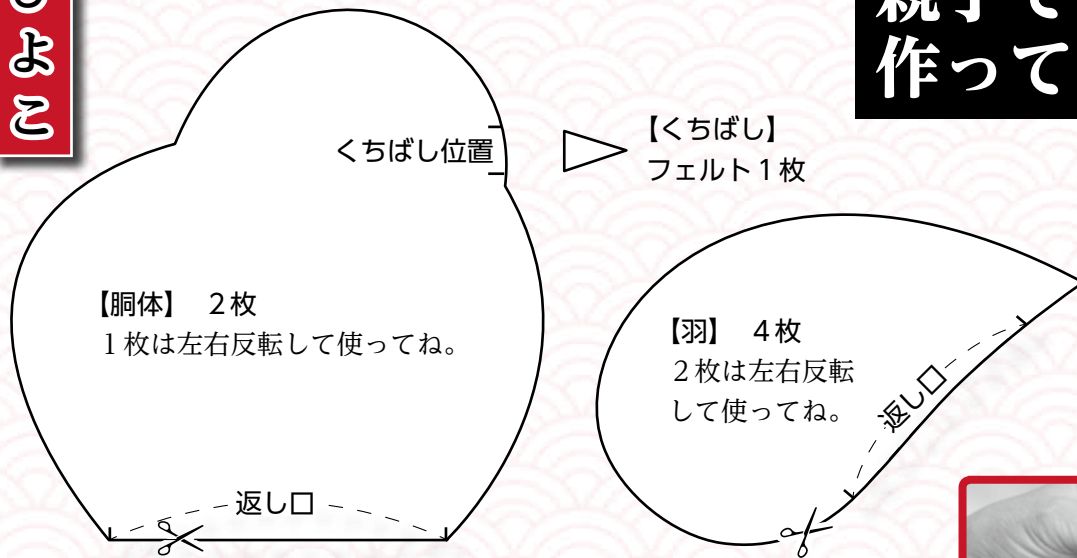 よこ
親子で
作って
くちばし位置
【くちばし】
フェルト1枚
【胴体】 2枚
1枚は左右反転して使ってね。
返し口
【羽】 4枚
2枚は左右反転
して使ってね。
返し口